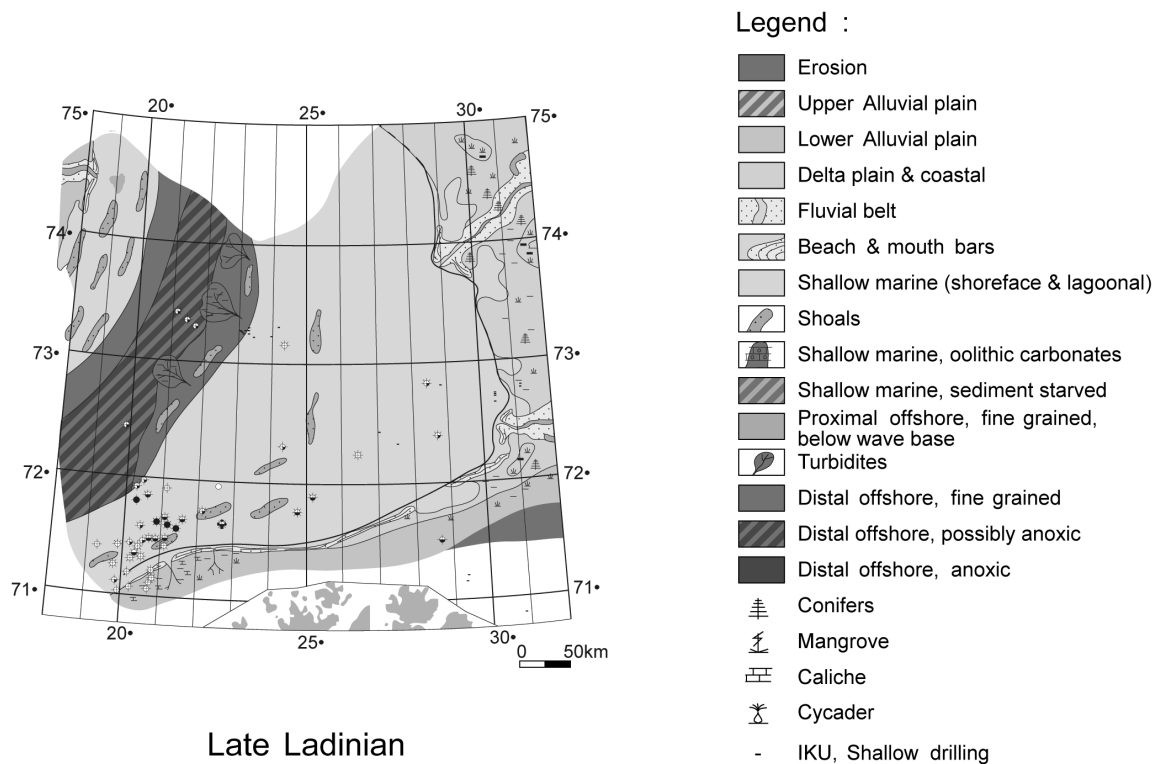 Legend :
Erosion
Upper Alluvial plain
Lower Alluvial plain
Delta plain & coastal
Fluvial belt
Beach & mouth bars
Shallow marine (shoreface & lagoonal)
Shoals
Shallow marine, oolithic carbonates
Shallow marine, sediment starved
Proximal offshore, fine grained,
below wave base
Turbidites
Distal offshore, fine grained
Distal offshore, possibly anoxic
Distal offshore, anoxic
Conifers
Mangrove
Caliche
Cycader
- IKU, Shallow drilling
75• 20• 25• 30• 75•
74• 74•
73• 73•
72• 72•
71• 71•
20• 25• 30•
0 50km
Late Ladinian